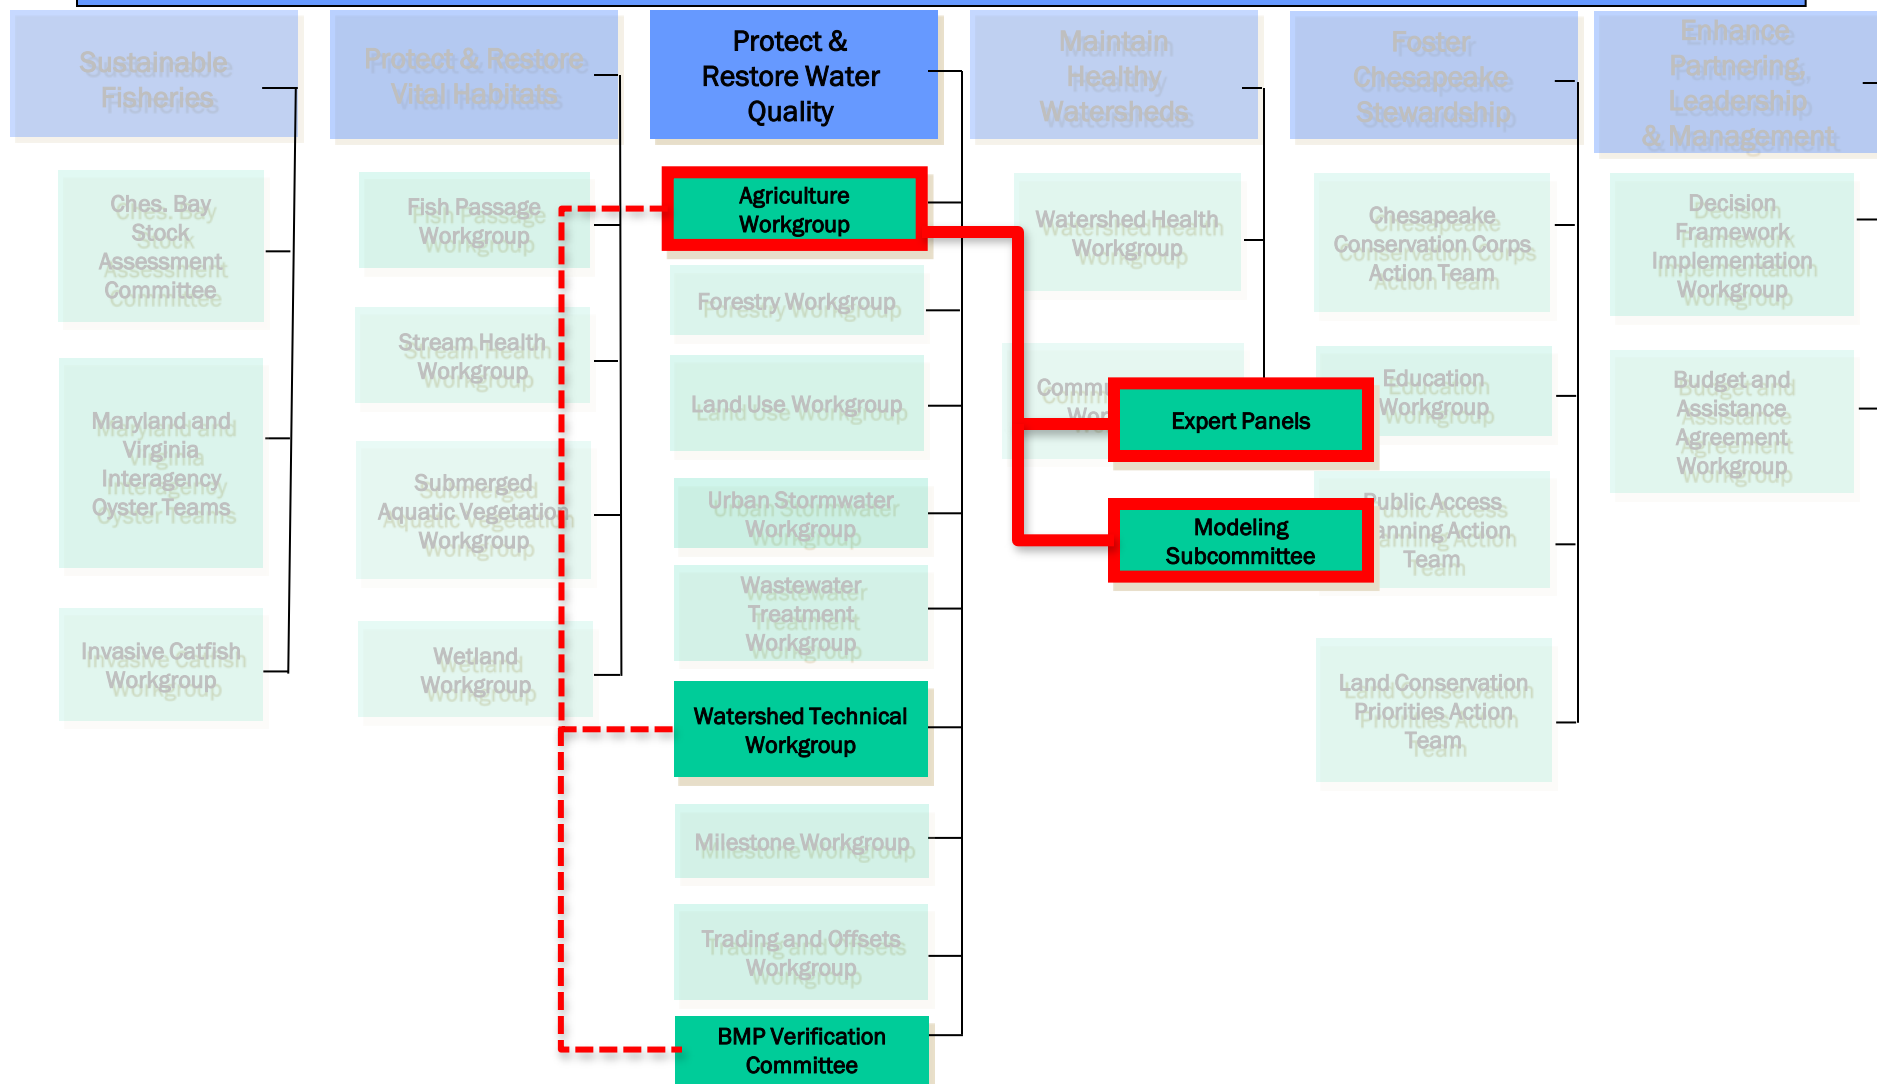 Sustainable
Fisheries
Ches. Bay
Stock
Assessment
Committee
Maryland and
Virginia
Interagency
Oyster Teams
Invasive Catfish
Workgroup
Protect & Restore
Vital Habitats
Fish Passage
Workgroup
Stream Health
Workgroup
Submerged
Aquatic Vegetation
Workgroup
Wetland
Workgroup
Protect &
Restore Water
Quality
Agriculture
Workgroup
Forestry Workgroup
Land Use Workgroup
Urban Stormwater
Workgroup
Wastewater
Treatment
Workgroup
Watershed Technical
Workgroup
Milestone Workgroup
Trading and Offsets
Workgroup
BMP Verification
Committee
Maintain
Healthy
Watersheds
Watershed Health
Workgroup
Expert Panels
Modeling
Subcommittee
Foster
Chesapeake
Stewardship
Chesapeake
Conservation Corps
Action Team
Education
Workgroup
Public Access
Action
Team
Land Conservation
Priorities Action
Team
Enhance
Partnering,
Leadership
& Management
Decision
Framework
Implementation
Workgroup
Budget and
Assistance
Agreement
Workgroup